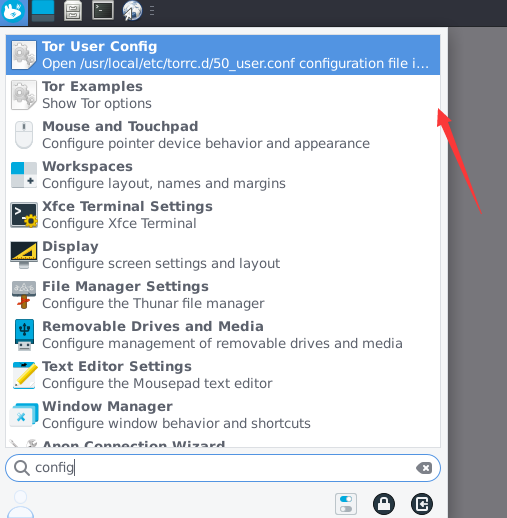 Tor User Config
Open /usr/local/etc/torrc.d/50_user.conf configuration file i...
Tor Examples
Show Tor options
Mouse and Touchpad
Configure pointer device behavior and appearance
Workspaces
Configure layout, names and margins
Xfce Terminal Settings
Configure Xfce Terminal
Display
Configure screen settings and layout
File Manager Settings
Configure the Thunar file manager
Removable Drives and Media
Configure management of removable drives and media
Text Editor Settings
Configure the Mousepad text editor
Window Manager
Configure window behavior and shortcuts
Anon Connection Wizard
config